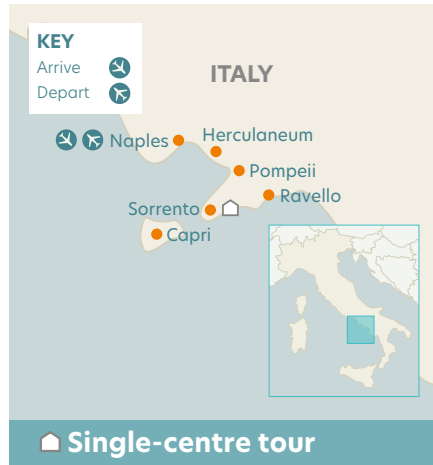 KEY
Arrive
Depart
ITALY
Naples
Herculaneum
Pompeii
Ravello
Sorrento
Capri
Single-centre tour